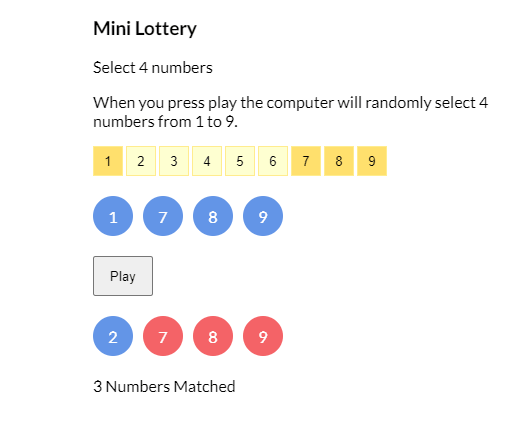 Mini Lottery
Select 4 numbers
When you press play the computer will randomly select 4
numbers from 1 to 9.
1 2 3 4 5 6 7 8 9
1 7 8 9
Play
2 7 8 9
3 Numbers Matched